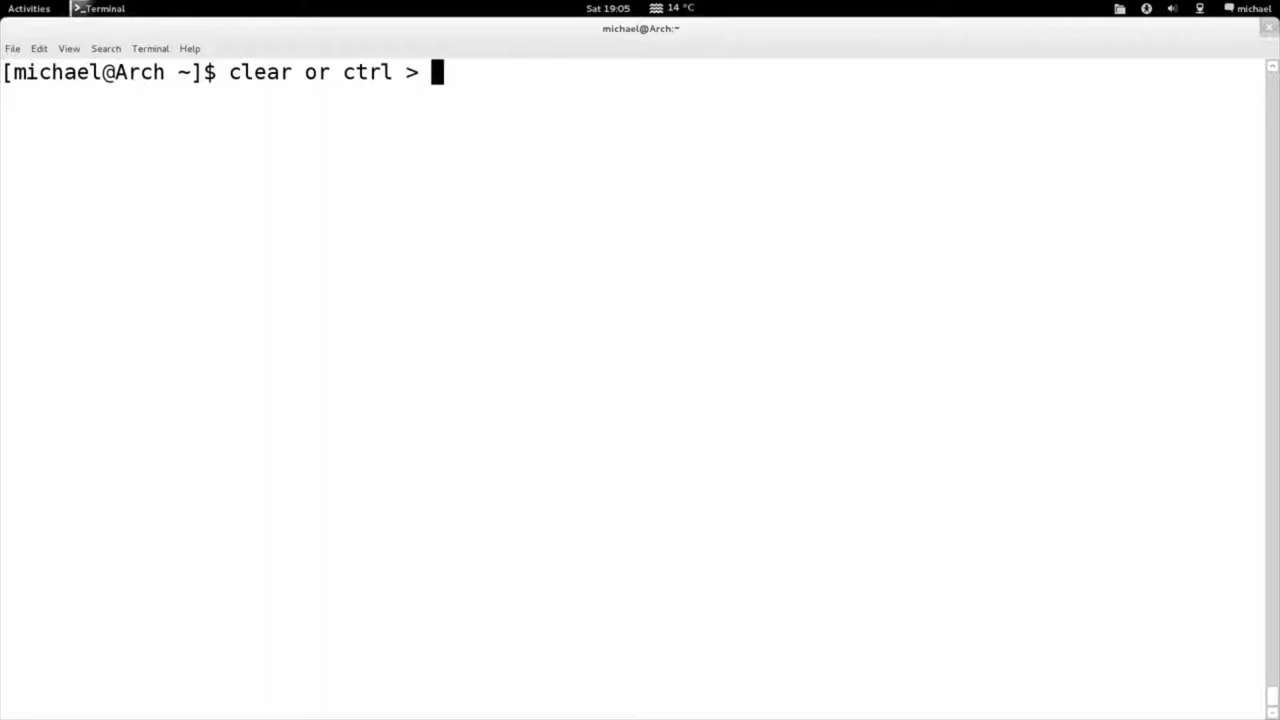 Activities >_Terminal Sat 19:05 14 °C michael
michael@Arch:~
File Edit View Search Terminal Help
[michael@Arch ~]$ clear or ctrl >